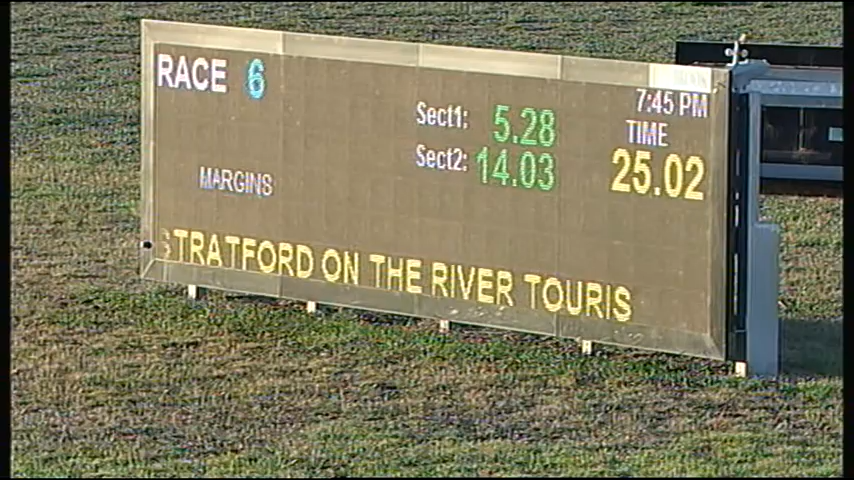 RACE 6
7:45 PM
Sect1: 5.28
TIME
Sect2: 14.03
25.02
MARGINS
STRATFORD ON THE RIVER TOURIS